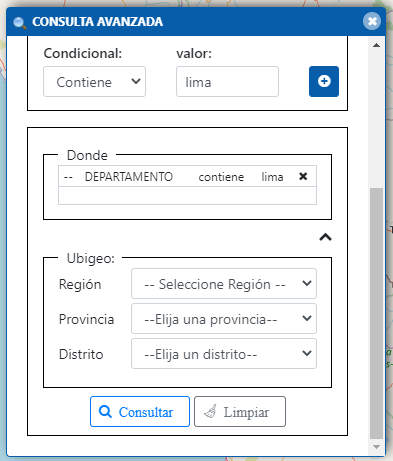 CONSULTA AVANZADA
Condicional: valor:
Contiene lima
Donde
-- DEPARTAMENTO contiene lima
Ubigeo:
Región -- Seleccione Región --
Provincia --Elija una provincia--
Distrito --Elija un distrito--
Consultar Limpiar